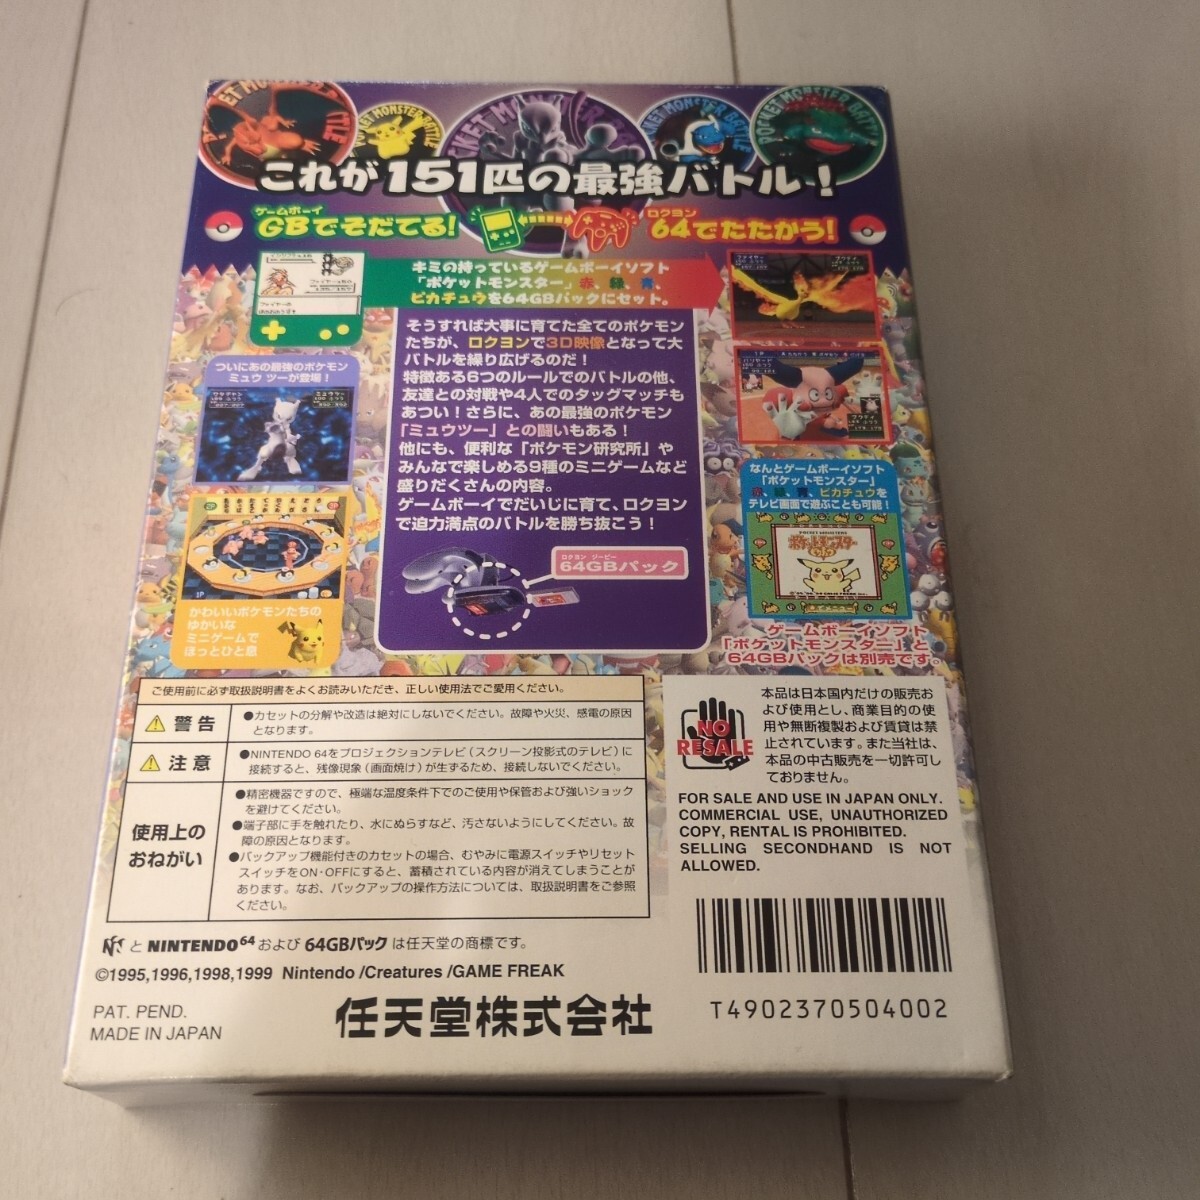 POCKET MONSTER BATTLE
これが151匹の最強バトル!
ゲームボーイ
GBでそだてる!
ロクヨン
64でたたかう!
キミの持っているゲームボーイソフト
「ポケットモンスター」赤、緑、青、
ピカチュウを64GBパックにセット。
そうすれば大事に育てた全てのポケモン
たちが、ロクヨンで3D映像となって大
バトルを繰り広げるのだ!
特徴ある6つのルールでのバトルの他、
友達との対戦や4人でのタッグマッチも
あつい!さらに、あの最強のポケモン
「ミュウツー」との闘いもある!
他にも、便利な「ポケモン研究所」や
みんなで楽しめる9種のミニゲームなど
盛りだくさんの内容。
ゲームボーイでだいじに育て、ロクヨン
で迫力満点のバトルを勝ち抜こう!
ロクヨン ジービー
64GBパック
ついにあの最強のポケモン
ミュウ ツーが登場!
かわいいポケモンたちの
ゆかいな
ミニゲームで
ほっとひと息
なんとゲームボーイソフト
「ポケットモンスター」
赤、緑、青、ピカチュウを
テレビ画面で遊ぶことも可能!
ポケットモンスター
ゲームボーイソフト
「ポケットモンスター」と
64GBパックは別売です。
ご使用前に必ず取扱説明書をよくお読みいただき、正しい使用法でご愛用ください。
警告
●カセットの分解や改造は絶対にしないでください。故障や火災、感電の原因
となります。
注意
●NINTENDO 64をプロジェクションテレビ(スクリーン投影式のテレビ)に
接続すると、残像現象(画面焼け)が生ずるため、接続しないでください。
使用上の
おねがい
●精密機器ですので、極端な温度条件下でのご使用や保管および強いショック
を避けてください。
●端子部に手を触れたり、水にぬらすなど、汚さないようにしてください。故
障の原因となります。
●バックアップ機能付きのカセットの場合、むやみに電源スイッチやリセット
スイッチをON・OFFにすると、蓄積されている内容が消えてしまうことが
あります。なお、バックアップの操作方法については、取扱説明書をご参照
ください。
NO
RESALE
本品は日本国内だけの販売お
よび使用とし、商業目的の使
用や無断複製および賃貸は禁
止されています。また当社は、
本品の中古販売を一切許可し
ておりません。
FOR SALE AND USE IN JAPAN ONLY.
COMMERCIAL USE, UNAUTHORIZED
COPY, RENTAL IS PROHIBITED.
SELLING SECONDHAND IS NOT
ALLOWED.
と NINTENDO64 および 64GBパック は任天堂の商標です。
©1995,1996,1998,1999 Nintendo /Creatures /GAME FREAK
PAT. PEND.
MADE IN JAPAN
任天堂株式会社
T4902370504002